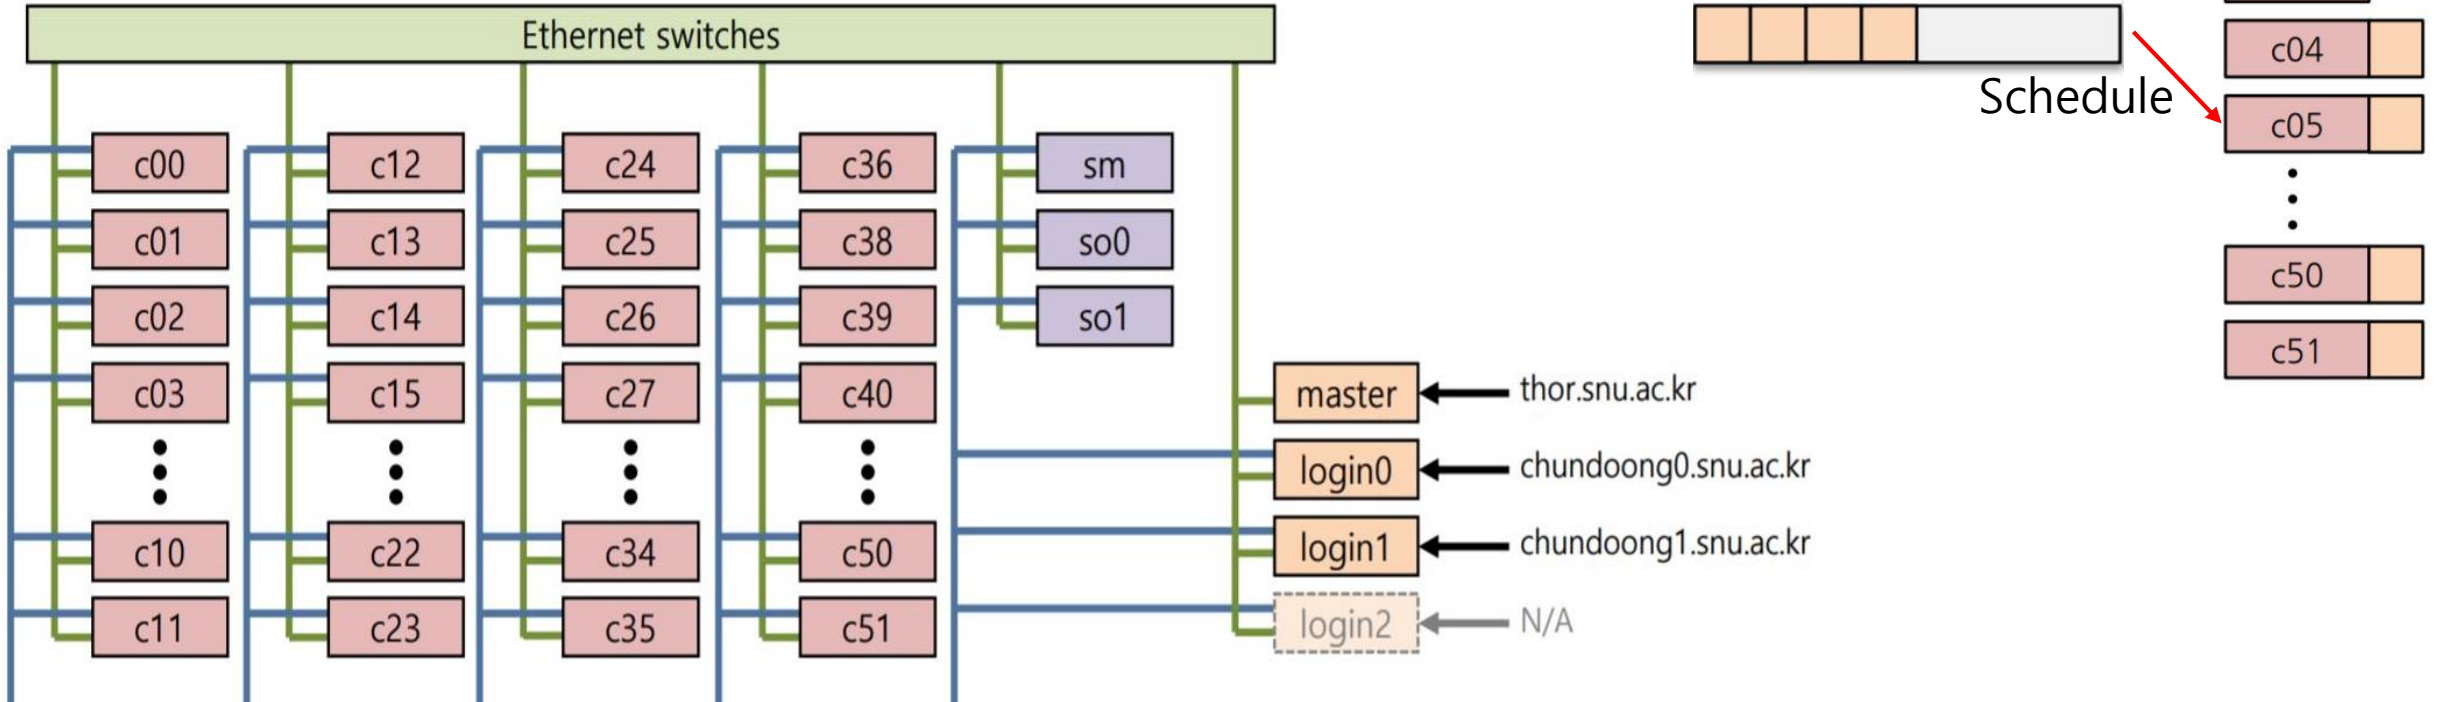 Ethernet switches
c00
c01
c02
c03
c10
c11
c12
c13
c14
c15
c22
c23
c24
c25
c26
c27
c34
c35
c36
c38
c39
c40
c50
c51
sm
so0
so1
master
login0
login1
login2
thor.snu.ac.kr
chundoong0.snu.ac.kr
chundoong1.snu.ac.kr
N/A
Schedule
c04
c05
c50
c51